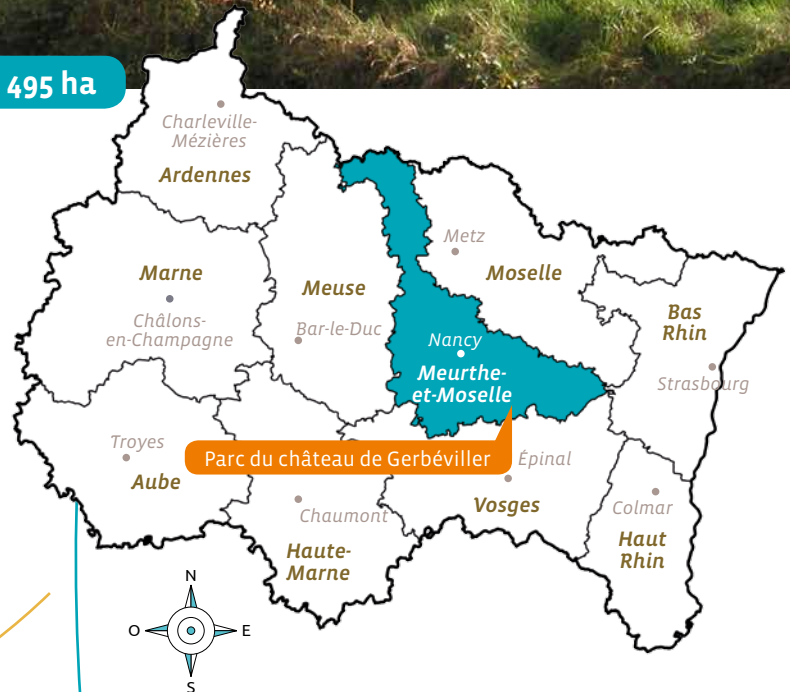 495 ha
Charleville-
Mézières
Ardennes
Metz
Marne
Moselle
Meuse
Châlons-
en-Champagne
Bas
Rhin
Bar-le-Duc
Nancy
Meurthe-
et-Moselle
Strasbourg
Troyes
Parc du château de Gerbéviller
Épinal
Aube
Vosges
Chaumont
Colmar
Haute-
Marne
Haut
Rhin
N
O
E
S